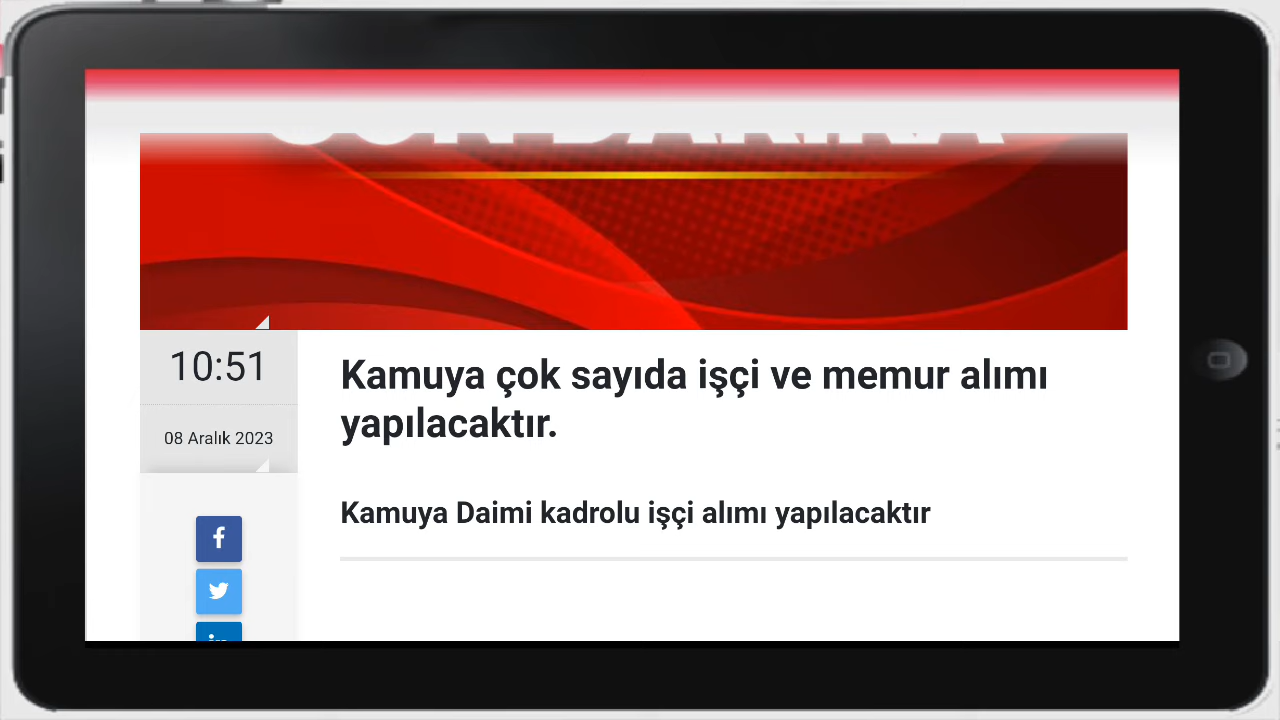 10:51
08 Aralık 2023
Kamuya çok sayıda işçi ve memur alımı
yapılacaktır.
Kamuya Daimi kadrolu işçi alımı yapılacaktır